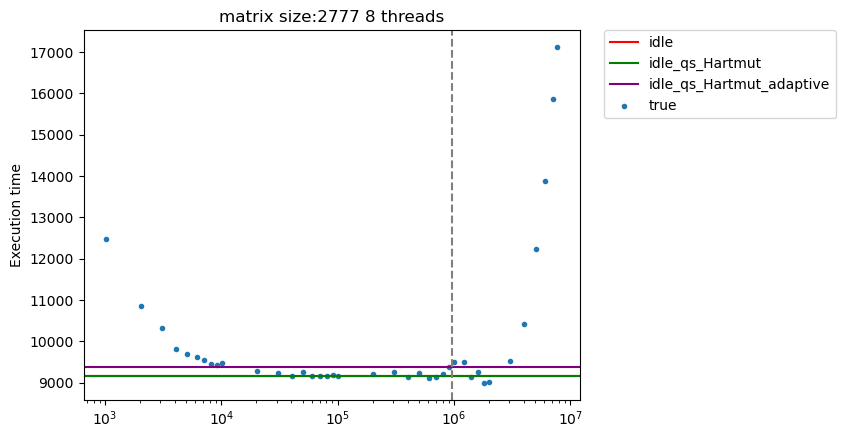 matrix size:2777 8 threads
Execution time
17000
16000
15000
14000
13000
12000
11000
10000
9000
10³
10⁴
10⁵
10⁶
10⁷
idle
idle_qs_Hartmut
idle_qs_Hartmut_adaptive
true